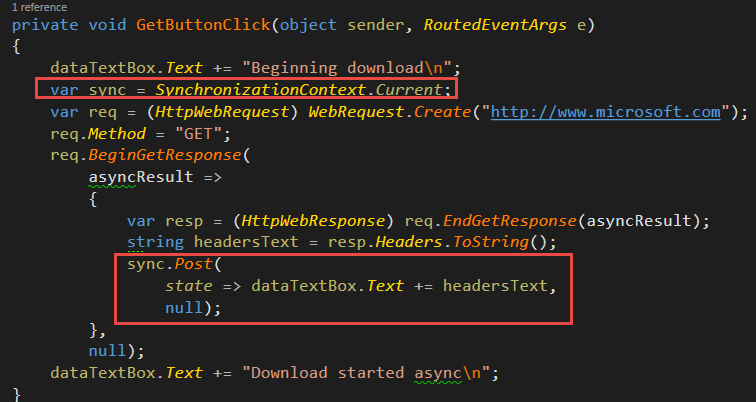 1 reference
private void GetButtonClick(object sender, RoutedEventArgs e)
{
    dataTextBox.Text += "Beginning download\n";
    var sync = SynchronizationContext.Current;
    var req = (HttpWebRequest) WebRequest.Create("http://www.microsoft.com");
    req.Method = "GET";
    req.BeginGetResponse(
        asyncResult =>
        {
            var resp = (HttpWebResponse) req.EndGetResponse(asyncResult);
            string headersText = resp.Headers.ToString();
            sync.Post(
                state => dataTextBox.Text += headersText,
                null);
        },
        null);
    dataTextBox.Text += "Download started async\n";
}